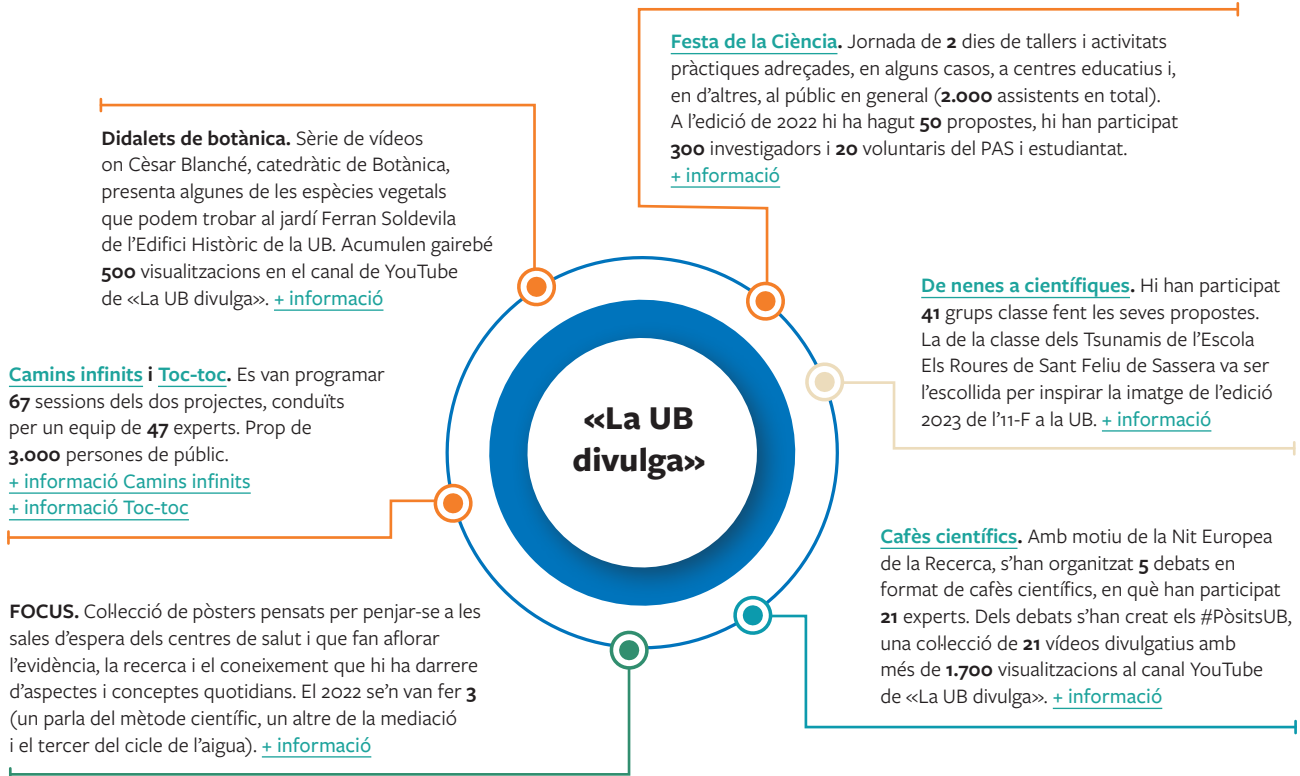 Festa de la Ciència. Jornada de 2 dies de tallers i activitats
pràctiques adreçades, en alguns casos, a centres educatius i,
en d'altres, al públic en general (2.000 assistents en total).
A l'edició de 2022 hi ha hagut 50 propostes, hi han participat
300 investigadors i 20 voluntaris del PAS i estudiantat.
+ informació
Didalets de botànica. Sèrie de vídeos
on Cèsar Blanché, catedràtic de Botànica,
presenta algunes de les espècies vegetals
que podem trobar al jardí Ferran Soldevila
de l'Edifici Històric de la UB. Acumulen gairebé
500 visualitzacions en el canal de YouTube
de «La UB divulga». + informació
De nenes a científiques. Hi han participat
41 grups classe fent les seves propostes.
La de la classe dels Tsunamis de l'Escola
Els Roures de Sant Feliu de Sassera va ser
l'escollida per inspirar la imatge de l'edició
2023 de l'11-F a la UB. + informació
Camins infinits i Toc-toc. Es van programar
67 sessions dels dos projectes, conduïts
per un equip de 47 experts. Prop de
3.000 persones de públic.
+ informació Camins infinits
+ informació Toc-toc
«La UB
divulga»
Cafès científics. Amb motiu de la Nit Europea
de la Recerca, s'han organitzat 5 debats en
format de cafès científics, en què han participat
21 experts. Dels debats s'han creat els #PòsitsUB,
una col·lecció de 21 vídeos divulgatius amb
més de 1.700 visualitzacions al canal YouTube
de «La UB divulga». + informació
FOCUS. Col·lecció de pòsters pensats per penjar-se a les
sales d'espera dels centres de salut i que fan aflorar
l'evidència, la recerca i el coneixement que hi ha darrere
d'aspectes i conceptes quotidians. El 2022 se'n van fer 3
(un parla del mètode científic, un altre de la mediació
i el tercer del cicle de l'aigua). + informació